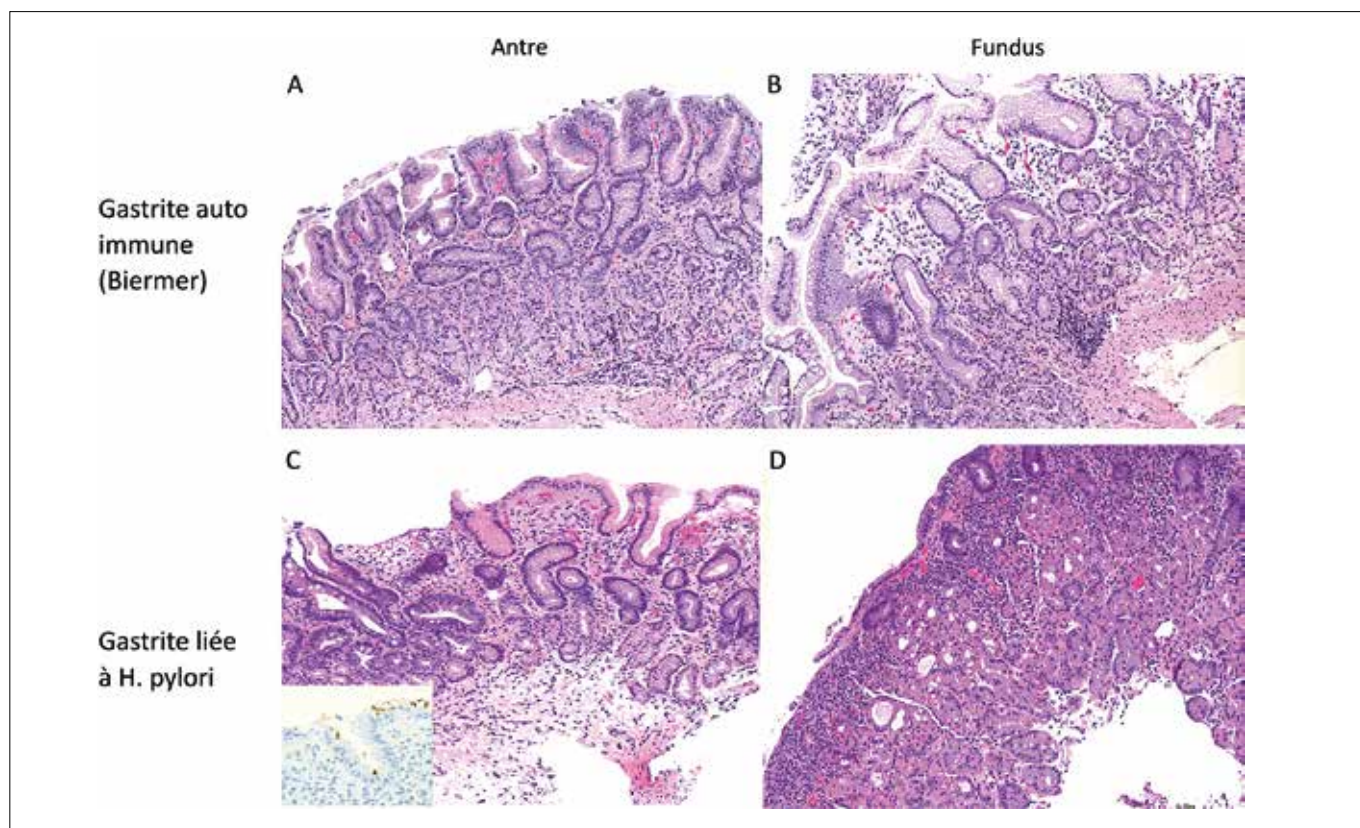 Antre
Fundus
A
B
Gastrite auto
immune
(Biermer)
C
D
Gastrite liée
à H. pylori